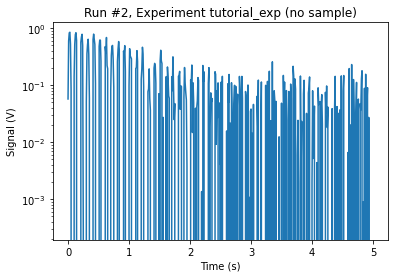 Run #2, Experiment tutorial_exp (no sample)
10⁰
10⁻¹
10⁻²
10⁻³
Signal (V)
0 1 2 3 4 5
Time (s)